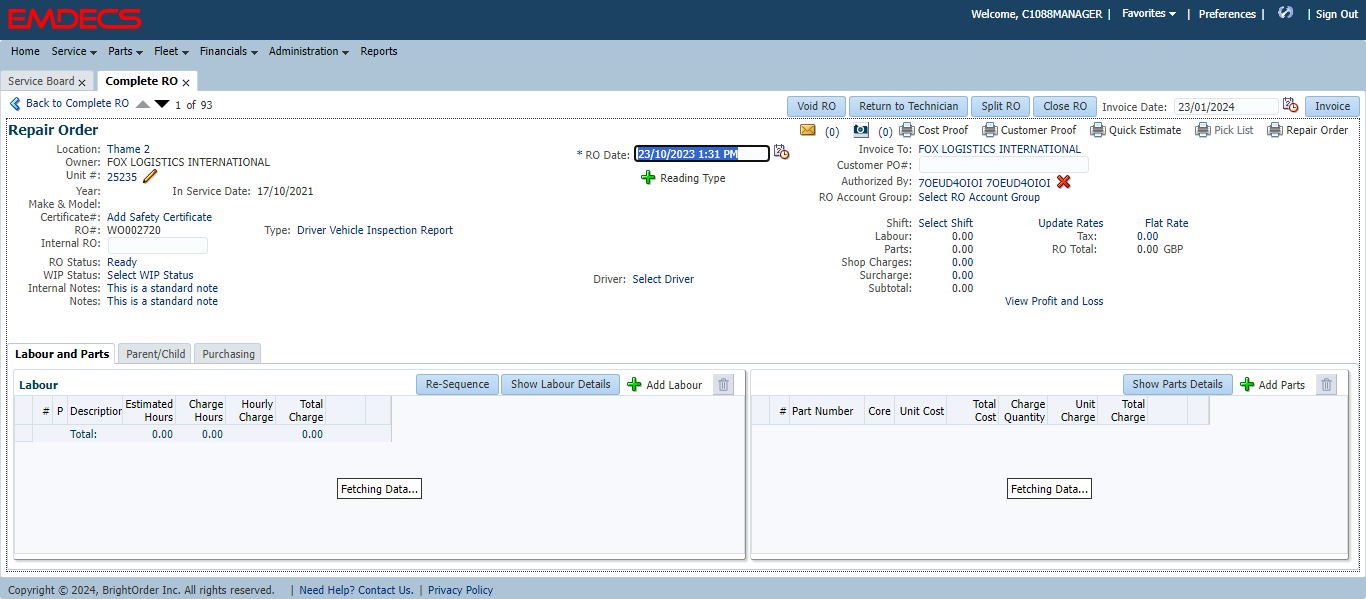 EMDECS
Welcome, C1088MANAGER | Favorites | Preferences | | Sign Out
Home Service Parts Fleet Financials Administration Reports
Service Board x Complete RO x
Back to Complete RO 1 of 93
Void RO Return to Technician Split RO Close RO Invoice Date: 23/01/2024 Invoice
Repair Order
(0) (0) Cost Proof Customer Proof Quick Estimate Pick List Repair Order
Location: Thame 2
Owner: FOX LOGISTICS INTERNATIONAL
Unit #: 25235
Year: In Service Date: 17/10/2021
Make & Model:
Certificate#: Add Safety Certificate
RO#: WO002720 Type: Driver Vehicle Inspection Report
Internal RO:
RO Status: Ready
WIP Status: Select WIP Status
Internal Notes: This is a standard note
Notes: This is a standard note
* RO Date: 23/10/2023 1:31 PM
Reading Type
Driver: Select Driver
Invoice To: FOX LOGISTICS INTERNATIONAL
Customer PO#:
Authorized By: 7OEUD4OIOI 7OEUD4OIOI
RO Account Group: Select RO Account Group
Shift: Select Shift Update Rates Flat Rate
Labour: 0.00 Tax: 0.00
Parts: 0.00 RO Total: 0.00 GBP
Shop Charges: 0.00
Surcharge: 0.00
Subtotal: 0.00
View Profit and Loss
Labour and Parts Parent/Child Purchasing
Labour Re-Sequence Show Labour Details Add Labour
# P Description Estimated Hours Charge Hours Hourly Charge Total Charge
Total: 0.00 0.00 0.00
Fetching Data...
Show Parts Details Add Parts
# Part Number Core Unit Cost Total Cost Charge Quantity Unit Charge Total Charge
Fetching Data...
Copyright © 2024, BrightOrder Inc. All rights reserved. | Need Help? Contact Us. | Privacy Policy